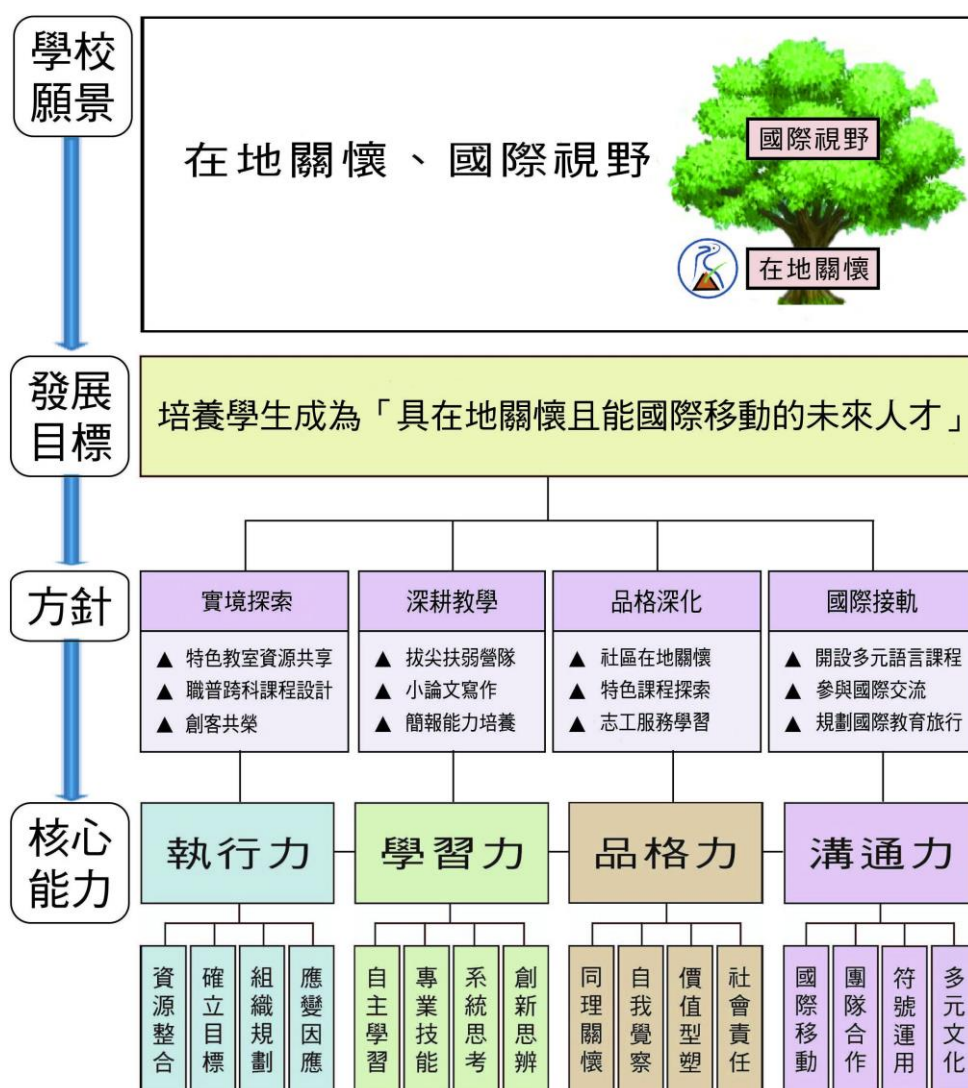 學校
願景
在地關懷、國際視野
國際視野
在地關懷
發展
目標
培養學生成為「具在地關懷且能國際移動的未來人才」
方針
實境探索
▲ 特色教室資源共享
▲ 職普跨科課程設計
▲ 創客共榮
深耕教學
▲ 拔尖扶弱營隊
▲ 小論文寫作
▲ 簡報能力培養
品格深化
▲ 社區在地關懷
▲ 特色課程探索
▲ 志工服務學習
國際接軌
▲ 開設多元語言課程
▲ 參與國際交流
▲ 規劃國際教育旅行
核心
能力
執行力
學習力
品格力
溝通力
資源整合
確立目標
組織規劃
應變因應
自主學習
專業技能
系統思考
創新思辨
同理關懷
自我覺察
價值型塑
社會責任
國際移動
團隊合作
符號運用
多元文化